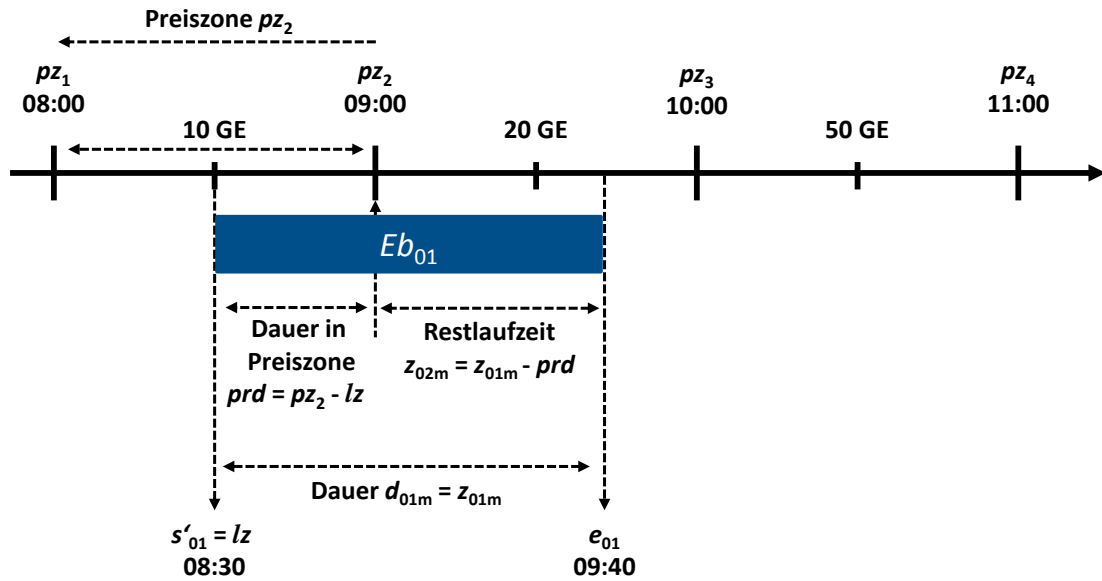 Preiszone pz2
pz1
08:00
pz2
09:00
pz3
10:00
pz4
11:00
10 GE
20 GE
50 GE
Eb01
Dauer in
Preiszone
prd = pz2 - lz
Restlaufzeit
z02m = z01m - prd
Dauer d01m = z01m
s‘01 = lz
08:30
e01
09:40